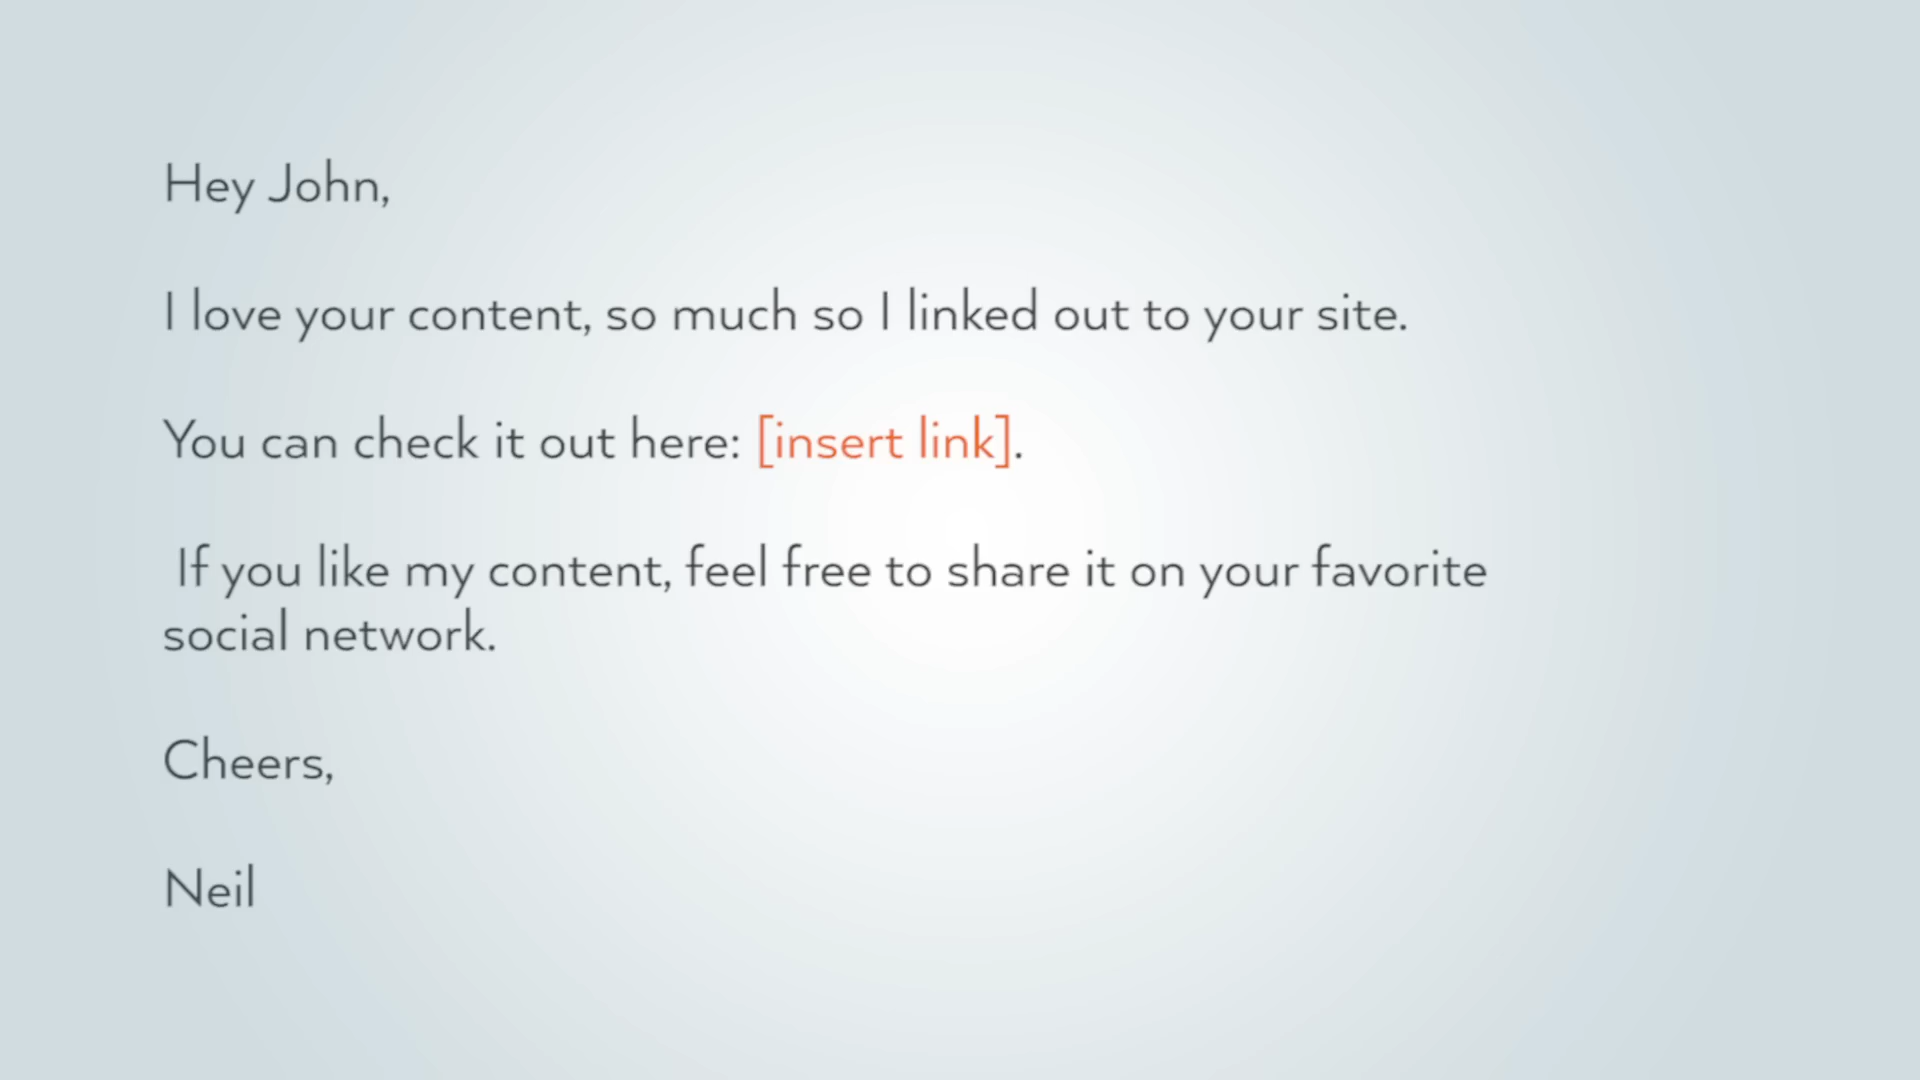 Hey John,
I love your content, so much so I linked out to your site.
You can check it out here: [insert link].
If you like my content, feel free to share it on your favorite
social network.
Cheers,
Neil